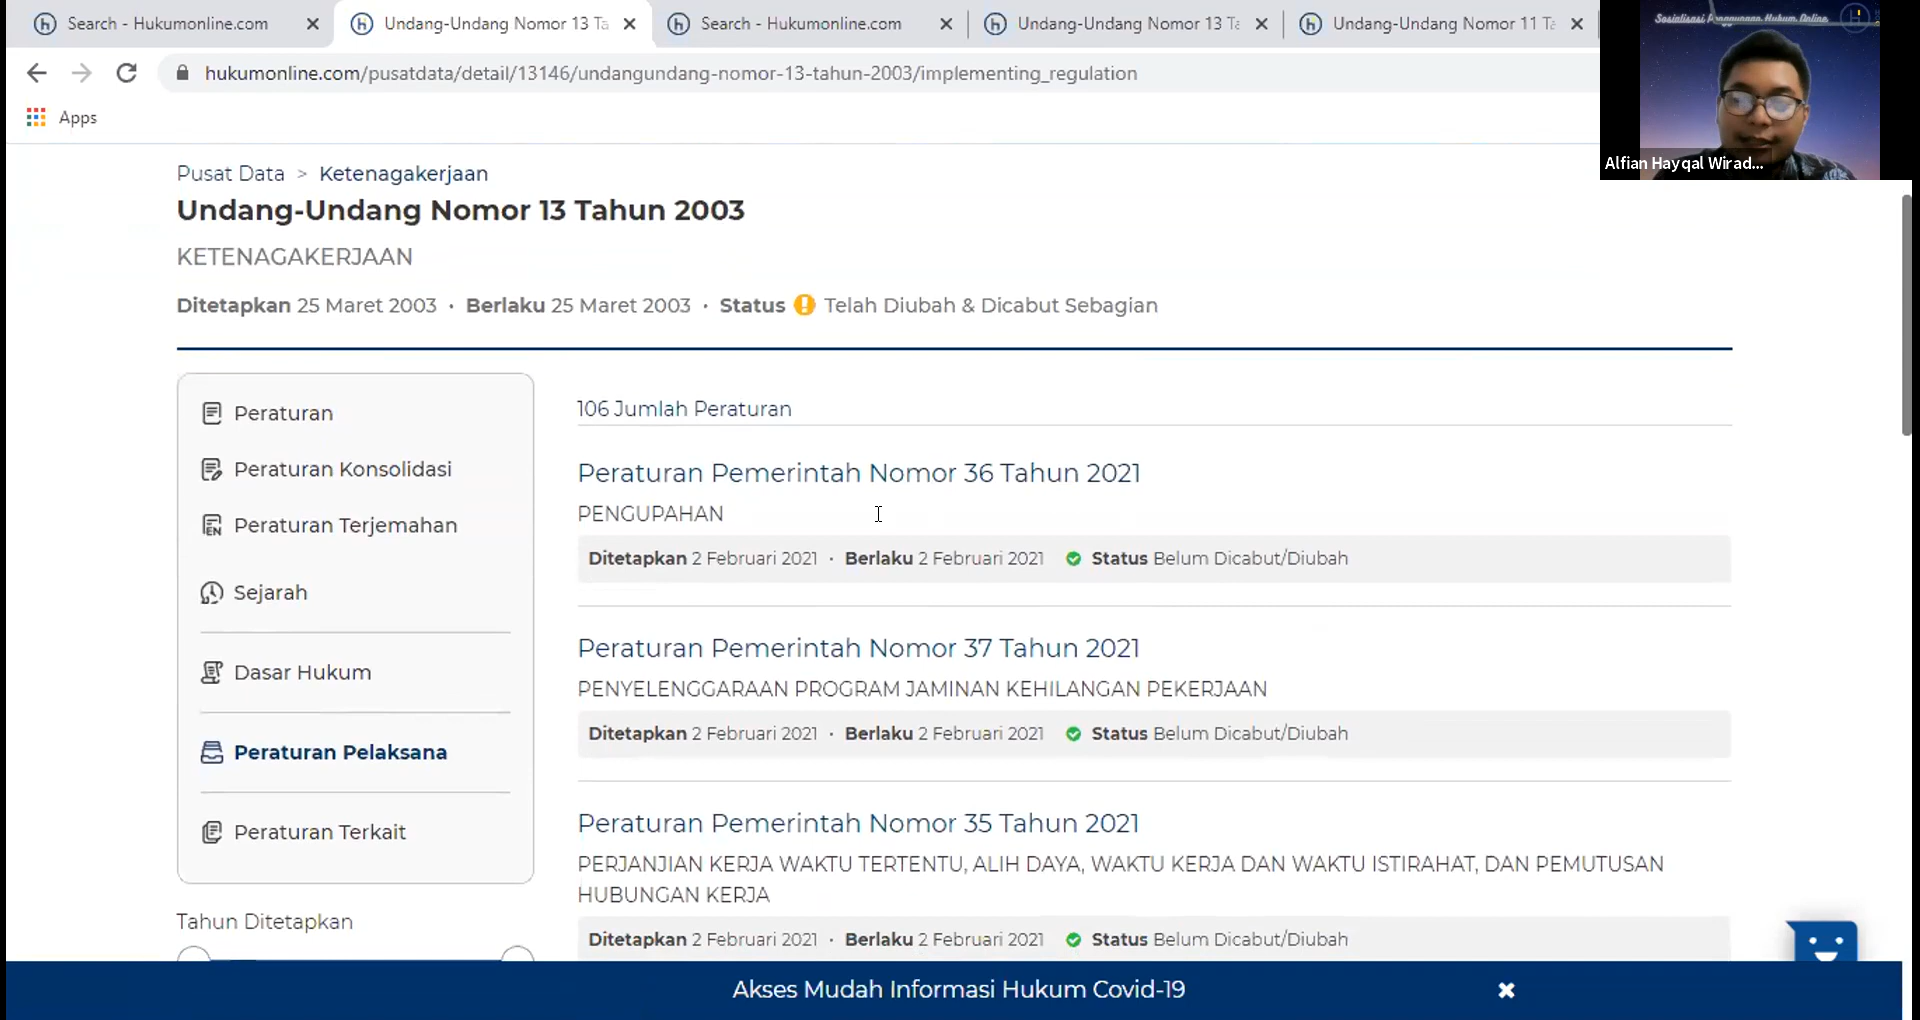 Search - Hukumonline.com
Undang-Undang Nomor 13 Ta
Search - Hukumonline.com
Undang-Undang Nomor 13 Ta
Undang-Undang Nomor 11 Ta
Sosialisasi Penggunaan Hukum Online
hukumonline.com/pusatdata/detail/13146/undangundang-nomor-13-tahun-2003/implementing_regulation
Apps
Alfian Hayqal Wirad...
Pusat Data > Ketenagakerjaan
Undang-Undang Nomor 13 Tahun 2003
KETENAGAKERJAAN
Ditetapkan 25 Maret 2003 · Berlaku 25 Maret 2003 · Status Telah Diubah & Dicabut Sebagian
Peraturan
Peraturan Konsolidasi
Peraturan Terjemahan
Sejarah
Dasar Hukum
Peraturan Pelaksana
Peraturan Terkait
Tahun Ditetapkan
106 Jumlah Peraturan
Peraturan Pemerintah Nomor 36 Tahun 2021
PENGUPAHAN
Ditetapkan 2 Februari 2021 · Berlaku 2 Februari 2021 Status Belum Dicabut/Diubah
Peraturan Pemerintah Nomor 37 Tahun 2021
PENYELENGGARAAN PROGRAM JAMINAN KEHILANGAN PEKERJAAN
Ditetapkan 2 Februari 2021 · Berlaku 2 Februari 2021 Status Belum Dicabut/Diubah
Peraturan Pemerintah Nomor 35 Tahun 2021
PERJANJIAN KERJA WAKTU TERTENTU, ALIH DAYA, WAKTU KERJA DAN WAKTU ISTIRAHAT, DAN PEMUTUSAN
HUBUNGAN KERJA
Ditetapkan 2 Februari 2021 · Berlaku 2 Februari 2021 Status Belum Dicabut/Diubah
Akses Mudah Informasi Hukum Covid-19